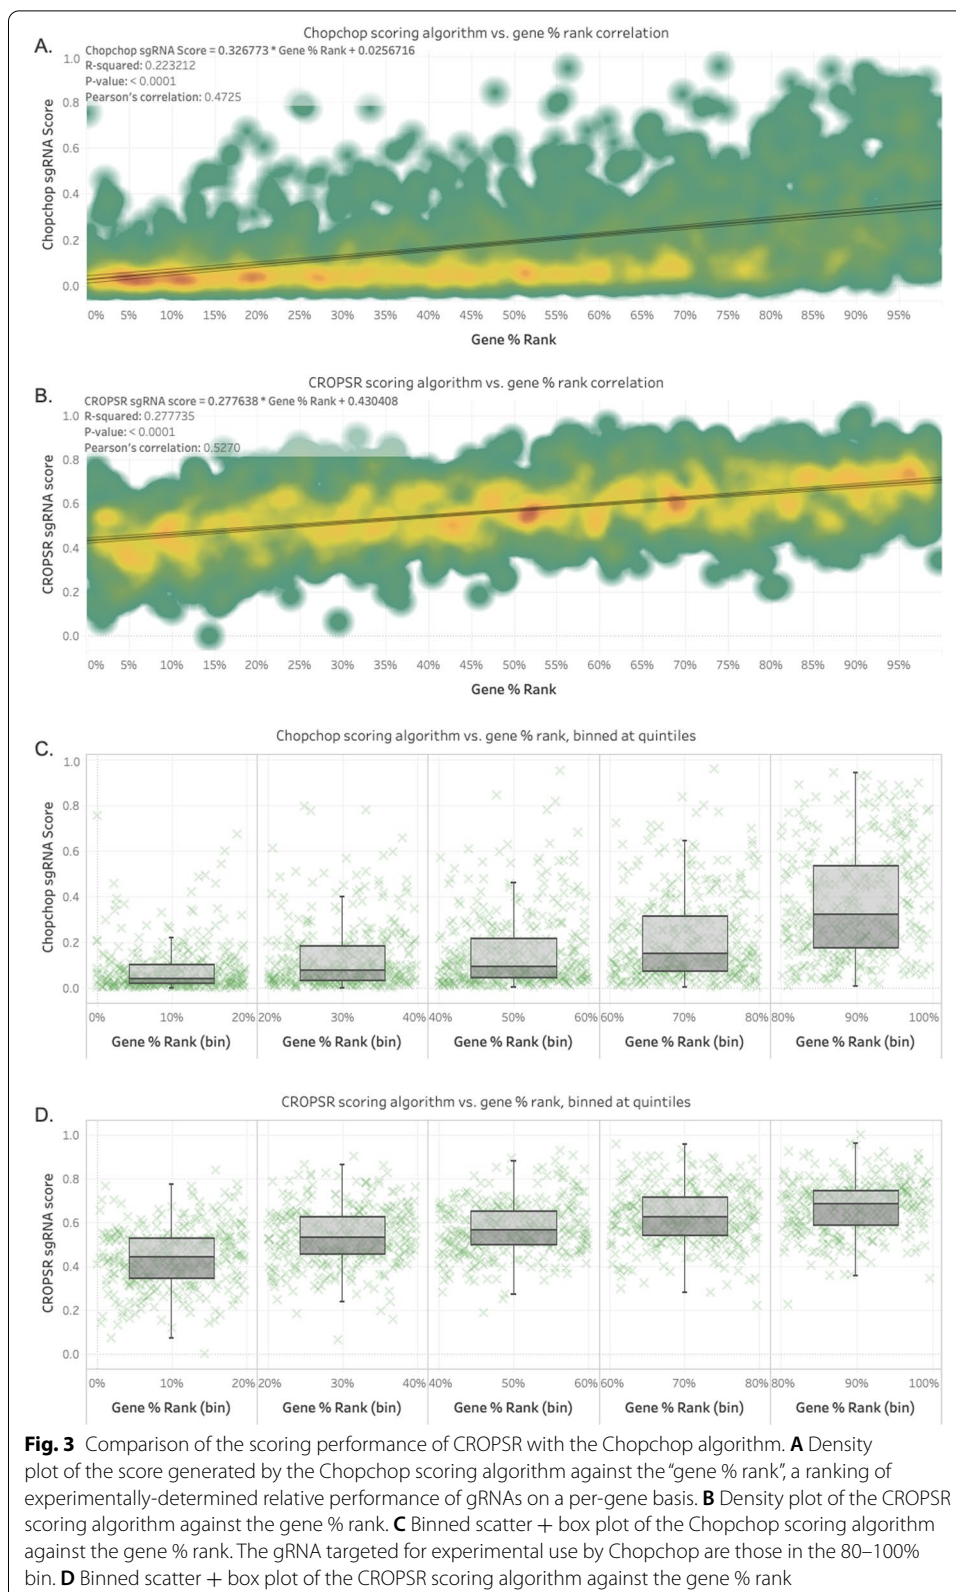 A.
Chopchop scoring algorithm vs. gene % rank correlation
Chopchop sgRNA Score = 0.326773 * Gene % Rank + 0.0256716
R-squared: 0.223212
P-value: < 0.0001
Pearson's correlation: 0.4725
Chopchop sgRNA Score
1.0
0.8
0.6
0.4
0.2
0.0
0% 5% 10% 15% 20% 25% 30% 35% 40% 45% 50% 55% 60% 65% 70% 75% 80% 85% 90% 95%
Gene % Rank
B.
CROPSR scoring algorithm vs. gene % rank correlation
CROPSR sgRNA score = 0.277638 * Gene % Rank + 0.430408
R-squared: 0.277735
P-value: < 0.0001
Pearson's correlation: 0.5270
CROPSR sgRNA score
1.0
0.8
0.6
0.4
0.2
0.0
0% 5% 10% 15% 20% 25% 30% 35% 40% 45% 50% 55% 60% 65% 70% 75% 80% 85% 90% 95%
Gene % Rank
C.
Chopchop scoring algorithm vs. gene % rank, binned at quintiles
Chopchop sgRNA Score
1.0
0.8
0.6
0.4
0.2
0.0
0% 10% 20% 20% 30% 40% 40% 50% 60% 60% 70% 80% 80% 90% 100%
Gene % Rank (bin) Gene % Rank (bin) Gene % Rank (bin) Gene % Rank (bin) Gene % Rank (bin)
D.
CROPSR scoring algorithm vs. gene % rank, binned at quintiles
CROPSR sgRNA score
1.0
0.8
0.6
0.4
0.2
0.0
0% 10% 20% 20% 30% 40% 40% 50% 60% 60% 70% 80% 80% 90% 100%
Gene % Rank (bin) Gene % Rank (bin) Gene % Rank (bin) Gene % Rank (bin) Gene % Rank (bin)
Fig. 3 Comparison of the scoring performance of CROPSR with the Chopchop algorithm. A Density
plot of the score generated by the Chopchop scoring algorithm against the “gene % rank”, a ranking of
experimentally-determined relative performance of gRNAs on a per-gene basis. B Density plot of the CROPSR
scoring algorithm against the gene % rank. C Binned scatter + box plot of the Chopchop scoring algorithm
against the gene % rank. The gRNA targeted for experimental use by Chopchop are those in the 80–100%
bin. D Binned scatter + box plot of the CROPSR scoring algorithm against the gene % rank